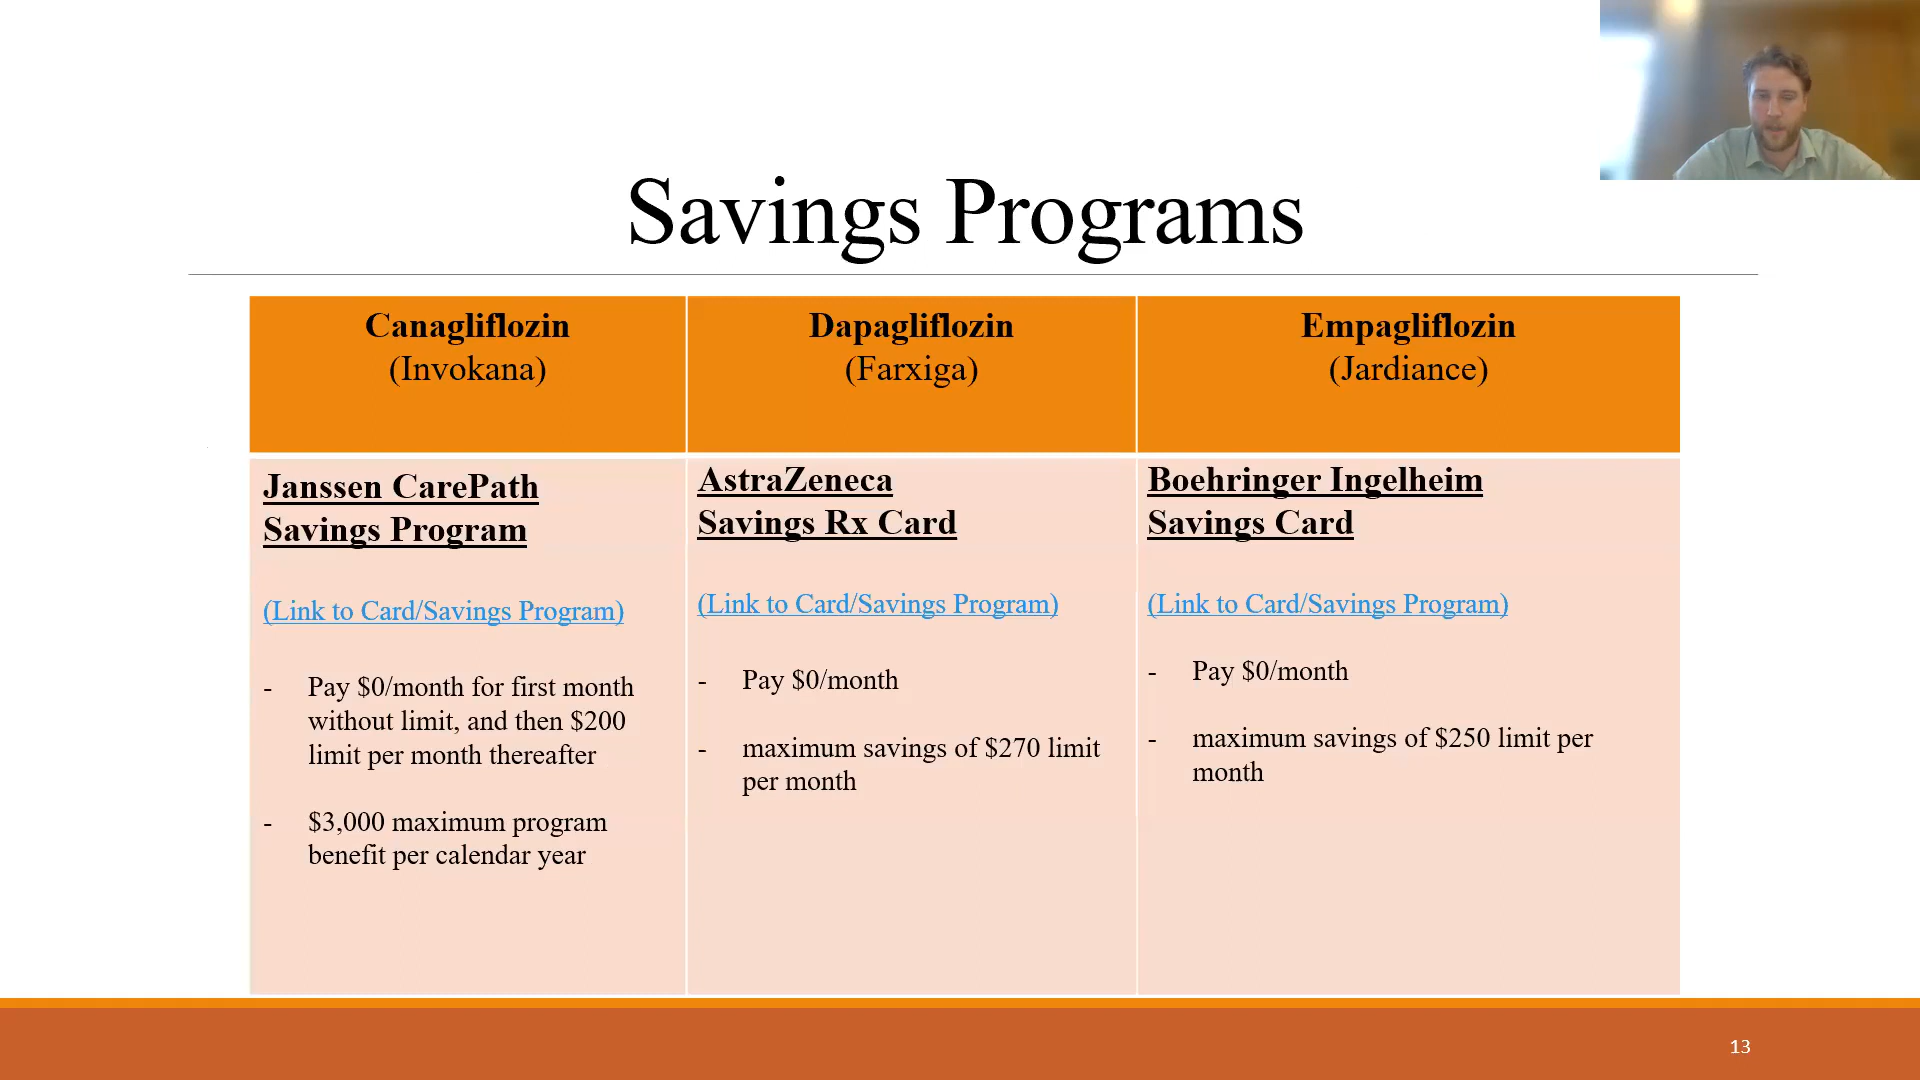 Savings Programs
Canagliflozin
(Invokana)
Dapagliflozin
(Farxiga)
Empagliflozin
(Jardiance)
Janssen CarePath
Savings Program
(Link to Card/Savings Program)
- Pay $0/month for first month
without limit, and then $200
limit per month thereafter
- $3,000 maximum program
benefit per calendar year
AstraZeneca
Savings Rx Card
(Link to Card/Savings Program)
- Pay $0/month
- maximum savings of $270 limit
per month
Boehringer Ingelheim
Savings Card
(Link to Card/Savings Program)
- Pay $0/month
- maximum savings of $250 limit per
month
13